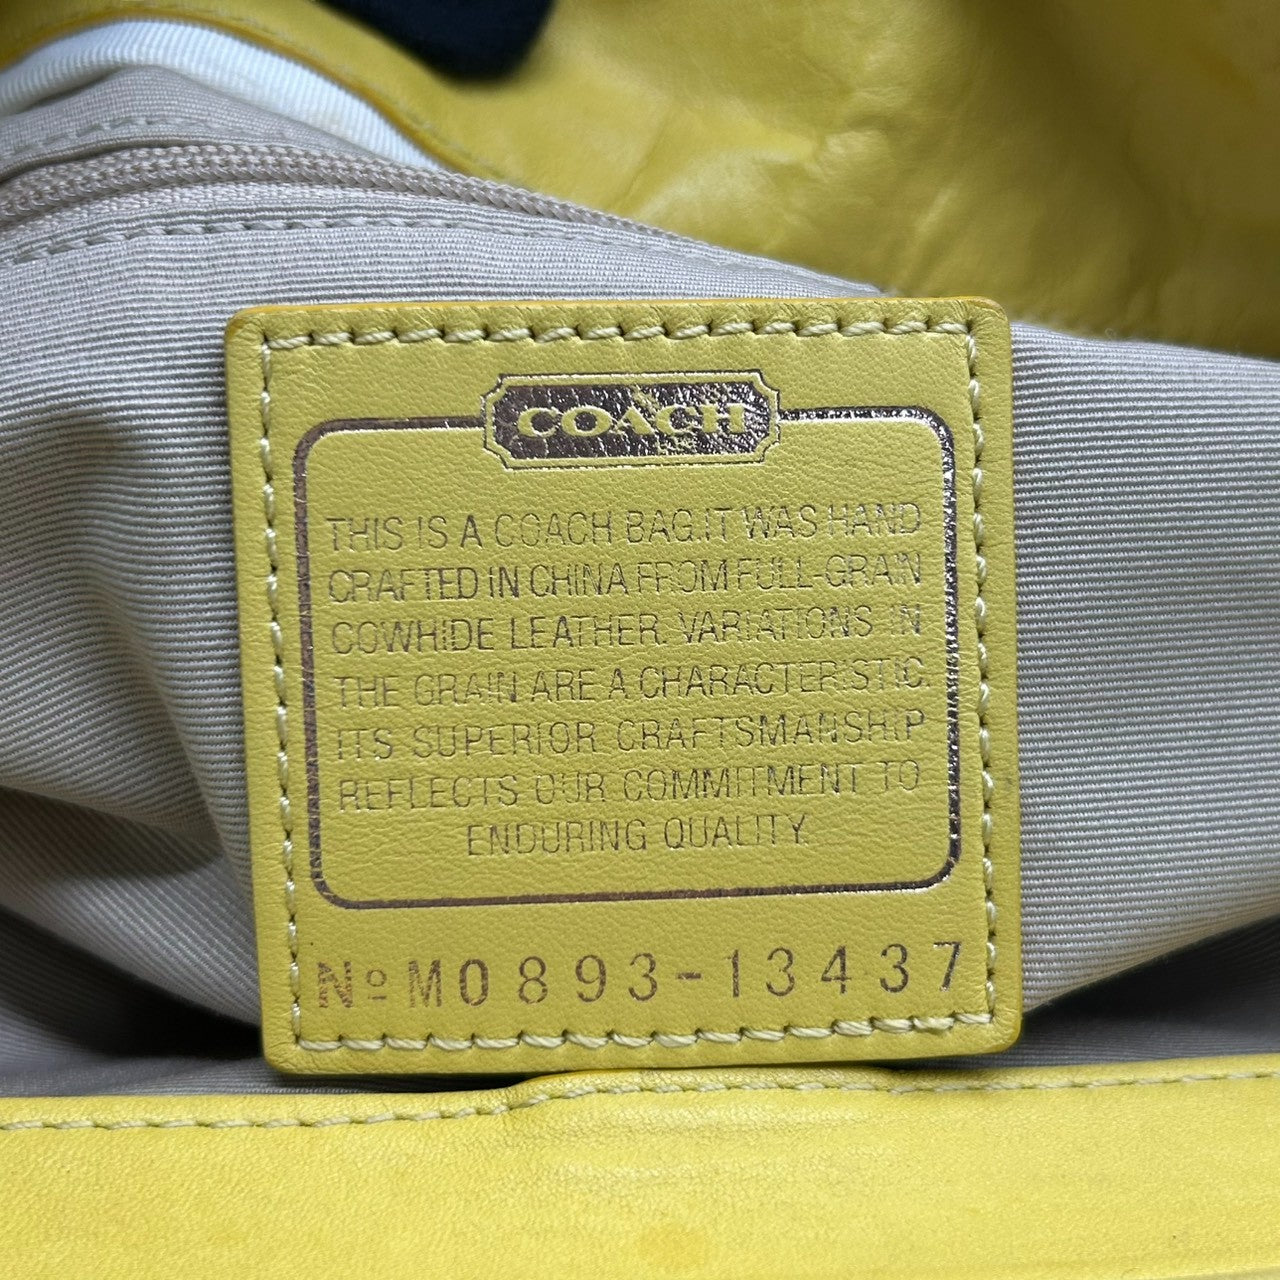 COACH
THIS IS A COACH BAG.IT WAS HAND
CRAFTED IN CHINA FROM FULL-GRAIN
COWHIDE LEATHER. VARIATIONS IN
THE GRAIN ARE A CHARACTERISTIC.
ITS SUPERIOR CRAFTSMANSHIP
REFLECTS OUR COMMITMENT TO
ENDURING QUALITY.
Nº M0893-13437